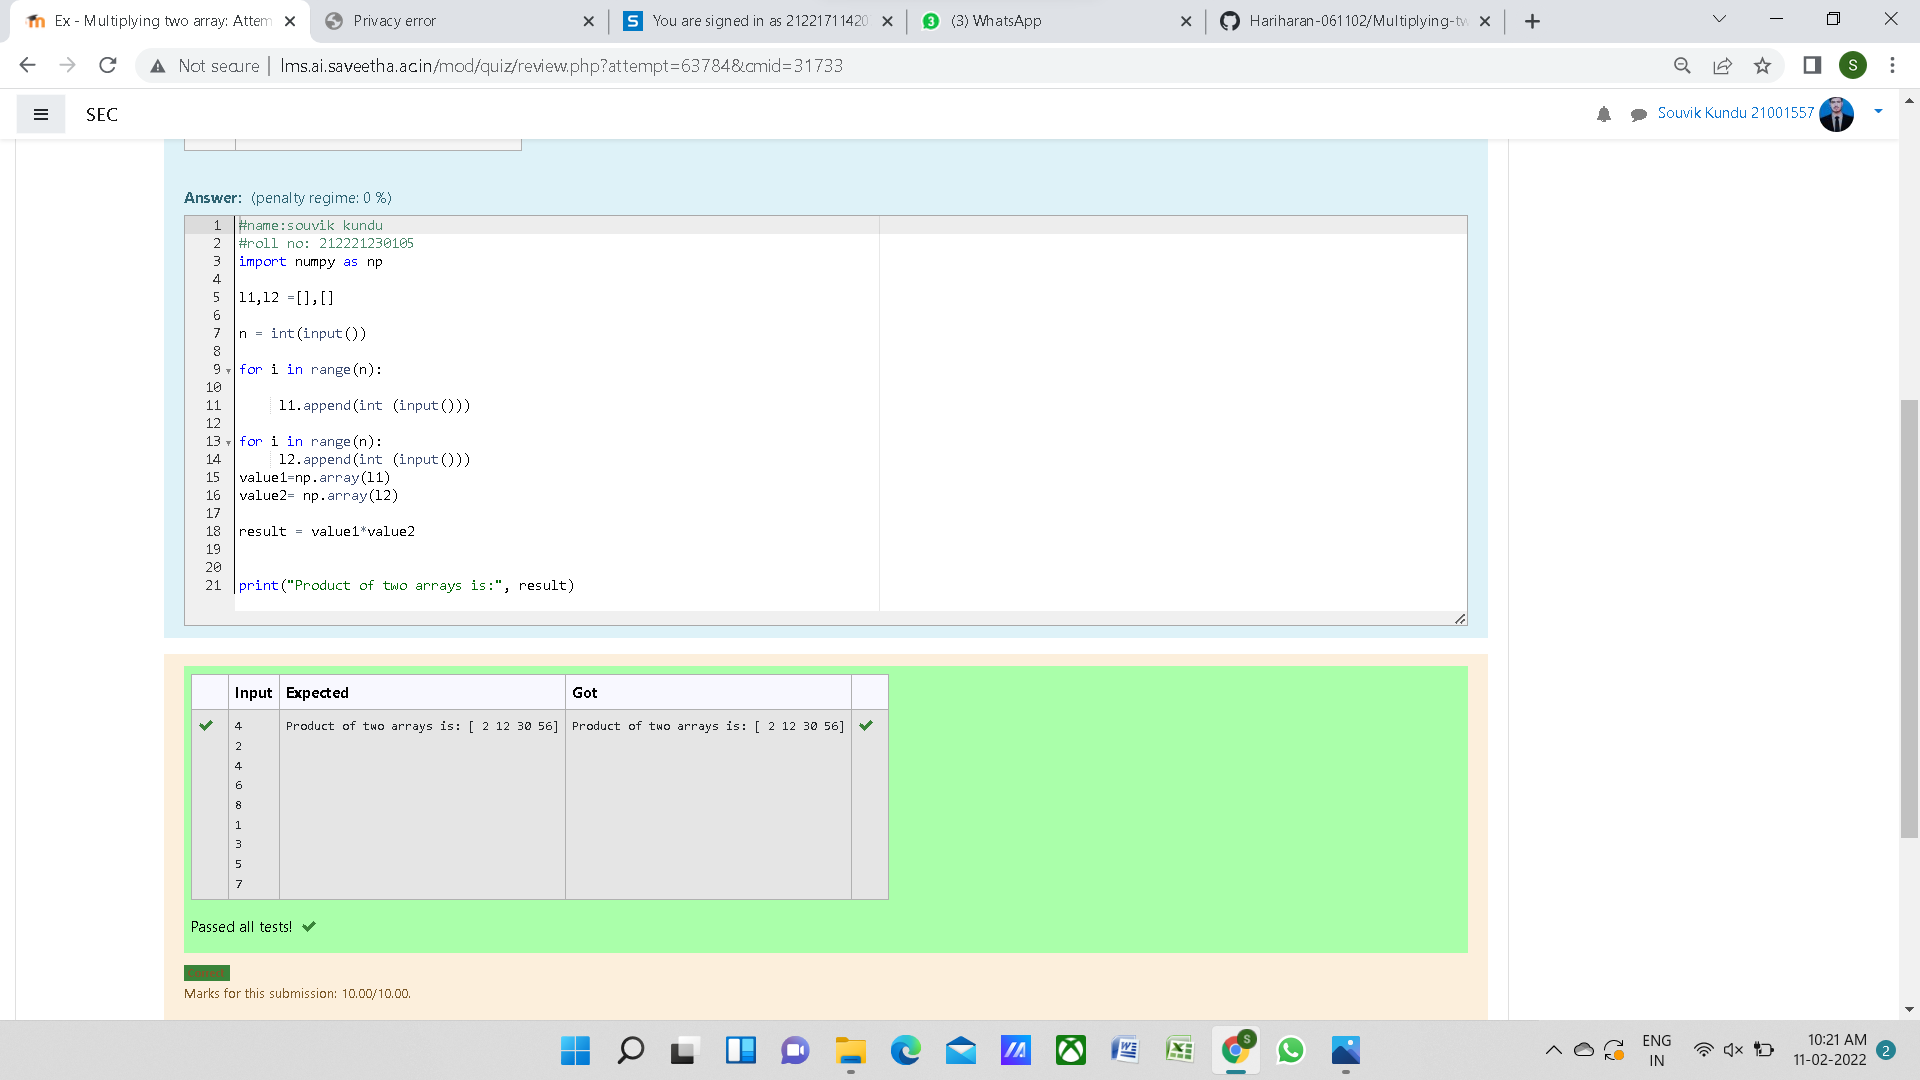 Ex - Multiplying two array: Attem
Privacy error
You are signed in as 21221711420
(3) WhatsApp
Hariharan-061102/Multiplying-tw
Not secure
lms.ai.saveetha.ac.in/mod/quiz/review.php?attempt=63784&cmid=31733
S
SEC
Souvik Kundu 21001557
Answer: (penalty regime: 0 %)
1 #name:souvik kundu
2 #roll no: 212221230105
3 import numpy as np
4
5 l1,l2 =[],[]
6
7 n = int(input())
8
9 for i in range(n):
10
11 l1.append(int (input()))
12
13 for i in range(n):
14 l2.append(int (input()))
15 value1=np.array(l1)
16 value2= np.array(l2)
17
18 result = value1*value2
19
20
21 print("Product of two arrays is:", result)
Input Expected Got
4 Product of two arrays is: [ 2 12 30 56] Product of two arrays is: [ 2 12 30 56]
2
4
6
8
1
3
5
7
Passed all tests!
Correct
Marks for this submission: 10.00/10.00.
ENG
IN
10:21 AM
11-02-2022
2